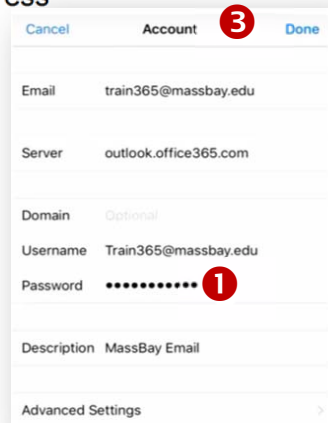 ess
Cancel Account 3 Done
Email train365@massbay.edu
Server outlook.office365.com
Domain Optional
Username Train365@massbay.edu
Password ●●●●●●●●●●● 1
Description MassBay Email
Advanced Settings